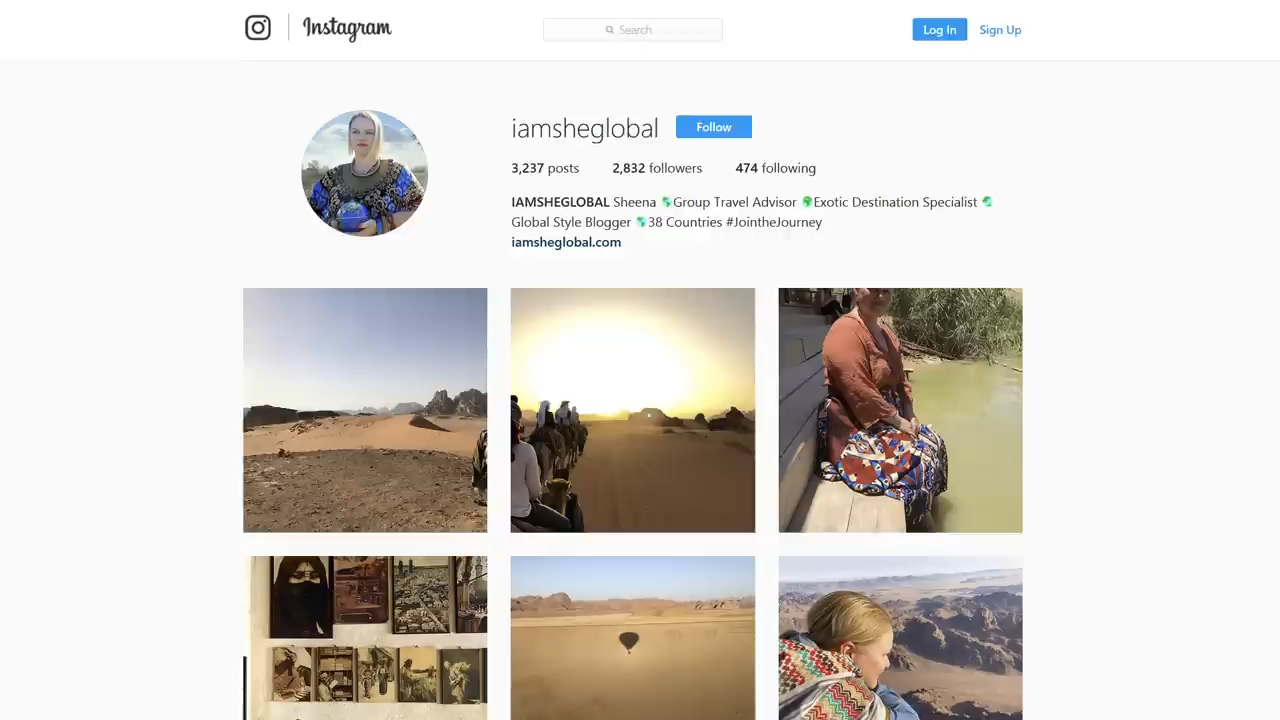 Instagram
Search
Log In
Sign Up
iamsheglobal
Follow
3,237 posts
2,832 followers
474 following
IAMSHEGLOBAL Sheena 🌎Group Travel Advisor 🌍Exotic Destination Specialist 🌏
Global Style Blogger 🌎38 Countries #JointheJourney
iamsheglobal.com